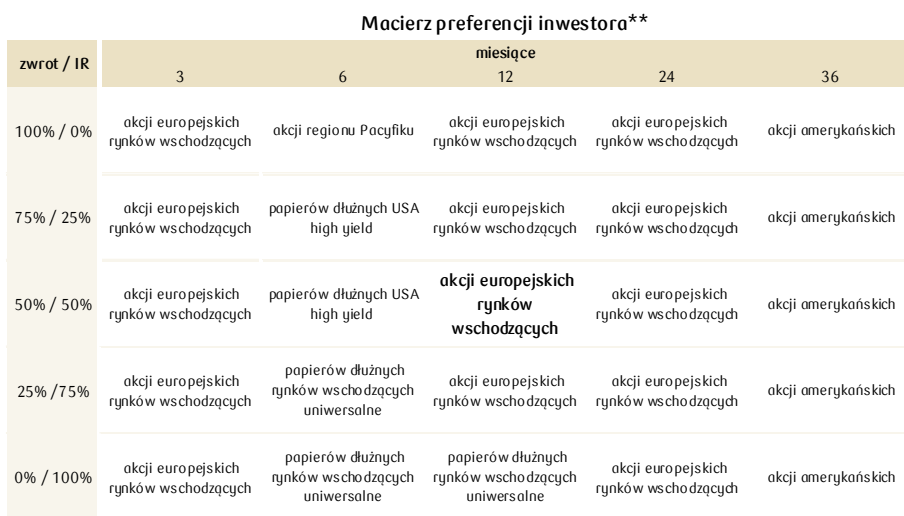 Macierz preferencji inwestora**
zwrot / IR
miesiące
3 6 12 24 36
100% / 0%
akcji europejskich
rynków wschodzących
akcji regionu Pacyfiku
akcji europejskich
rynków wschodzących
akcji europejskich
rynków wschodzących
akcji amerykańskich
75% / 25%
akcji europejskich
rynków wschodzących
papierów dłużnych USA
high yield
akcji europejskich
rynków wschodzących
akcji europejskich
rynków wschodzących
akcji amerykańskich
50% / 50%
akcji europejskich
rynków wschodzących
papierów dłużnych USA
high yield
akcji europejskich
rynków
wschodzących
akcji europejskich
rynków wschodzących
akcji amerykańskich
25% /75%
akcji europejskich
rynków wschodzących
papierów dłużnych
rynków wschodzących
uniwersalne
akcji europejskich
rynków wschodzących
akcji europejskich
rynków wschodzących
akcji amerykańskich
0% / 100%
akcji europejskich
rynków wschodzących
papierów dłużnych
rynków wschodzących
uniwersalne
papierów dłużnych
rynków wschodzących
uniwersalne
akcji europejskich
rynków wschodzących
akcji amerykańskich